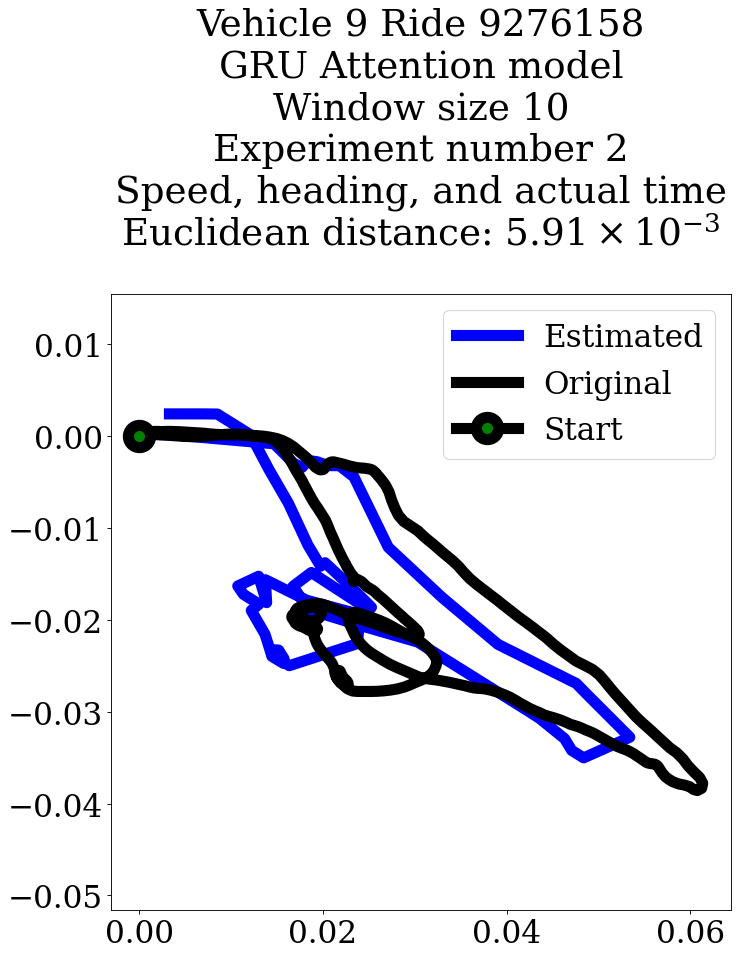 Vehicle 9 Ride 9276158
GRU Attention model
Window size 10
Experiment number 2
Speed, heading, and actual time
Euclidean distance: 5.91 × 10⁻³
Estimated
Original
Start
0.01
0.00
−0.01
−0.02
−0.03
−0.04
−0.05
0.00 0.02 0.04 0.06